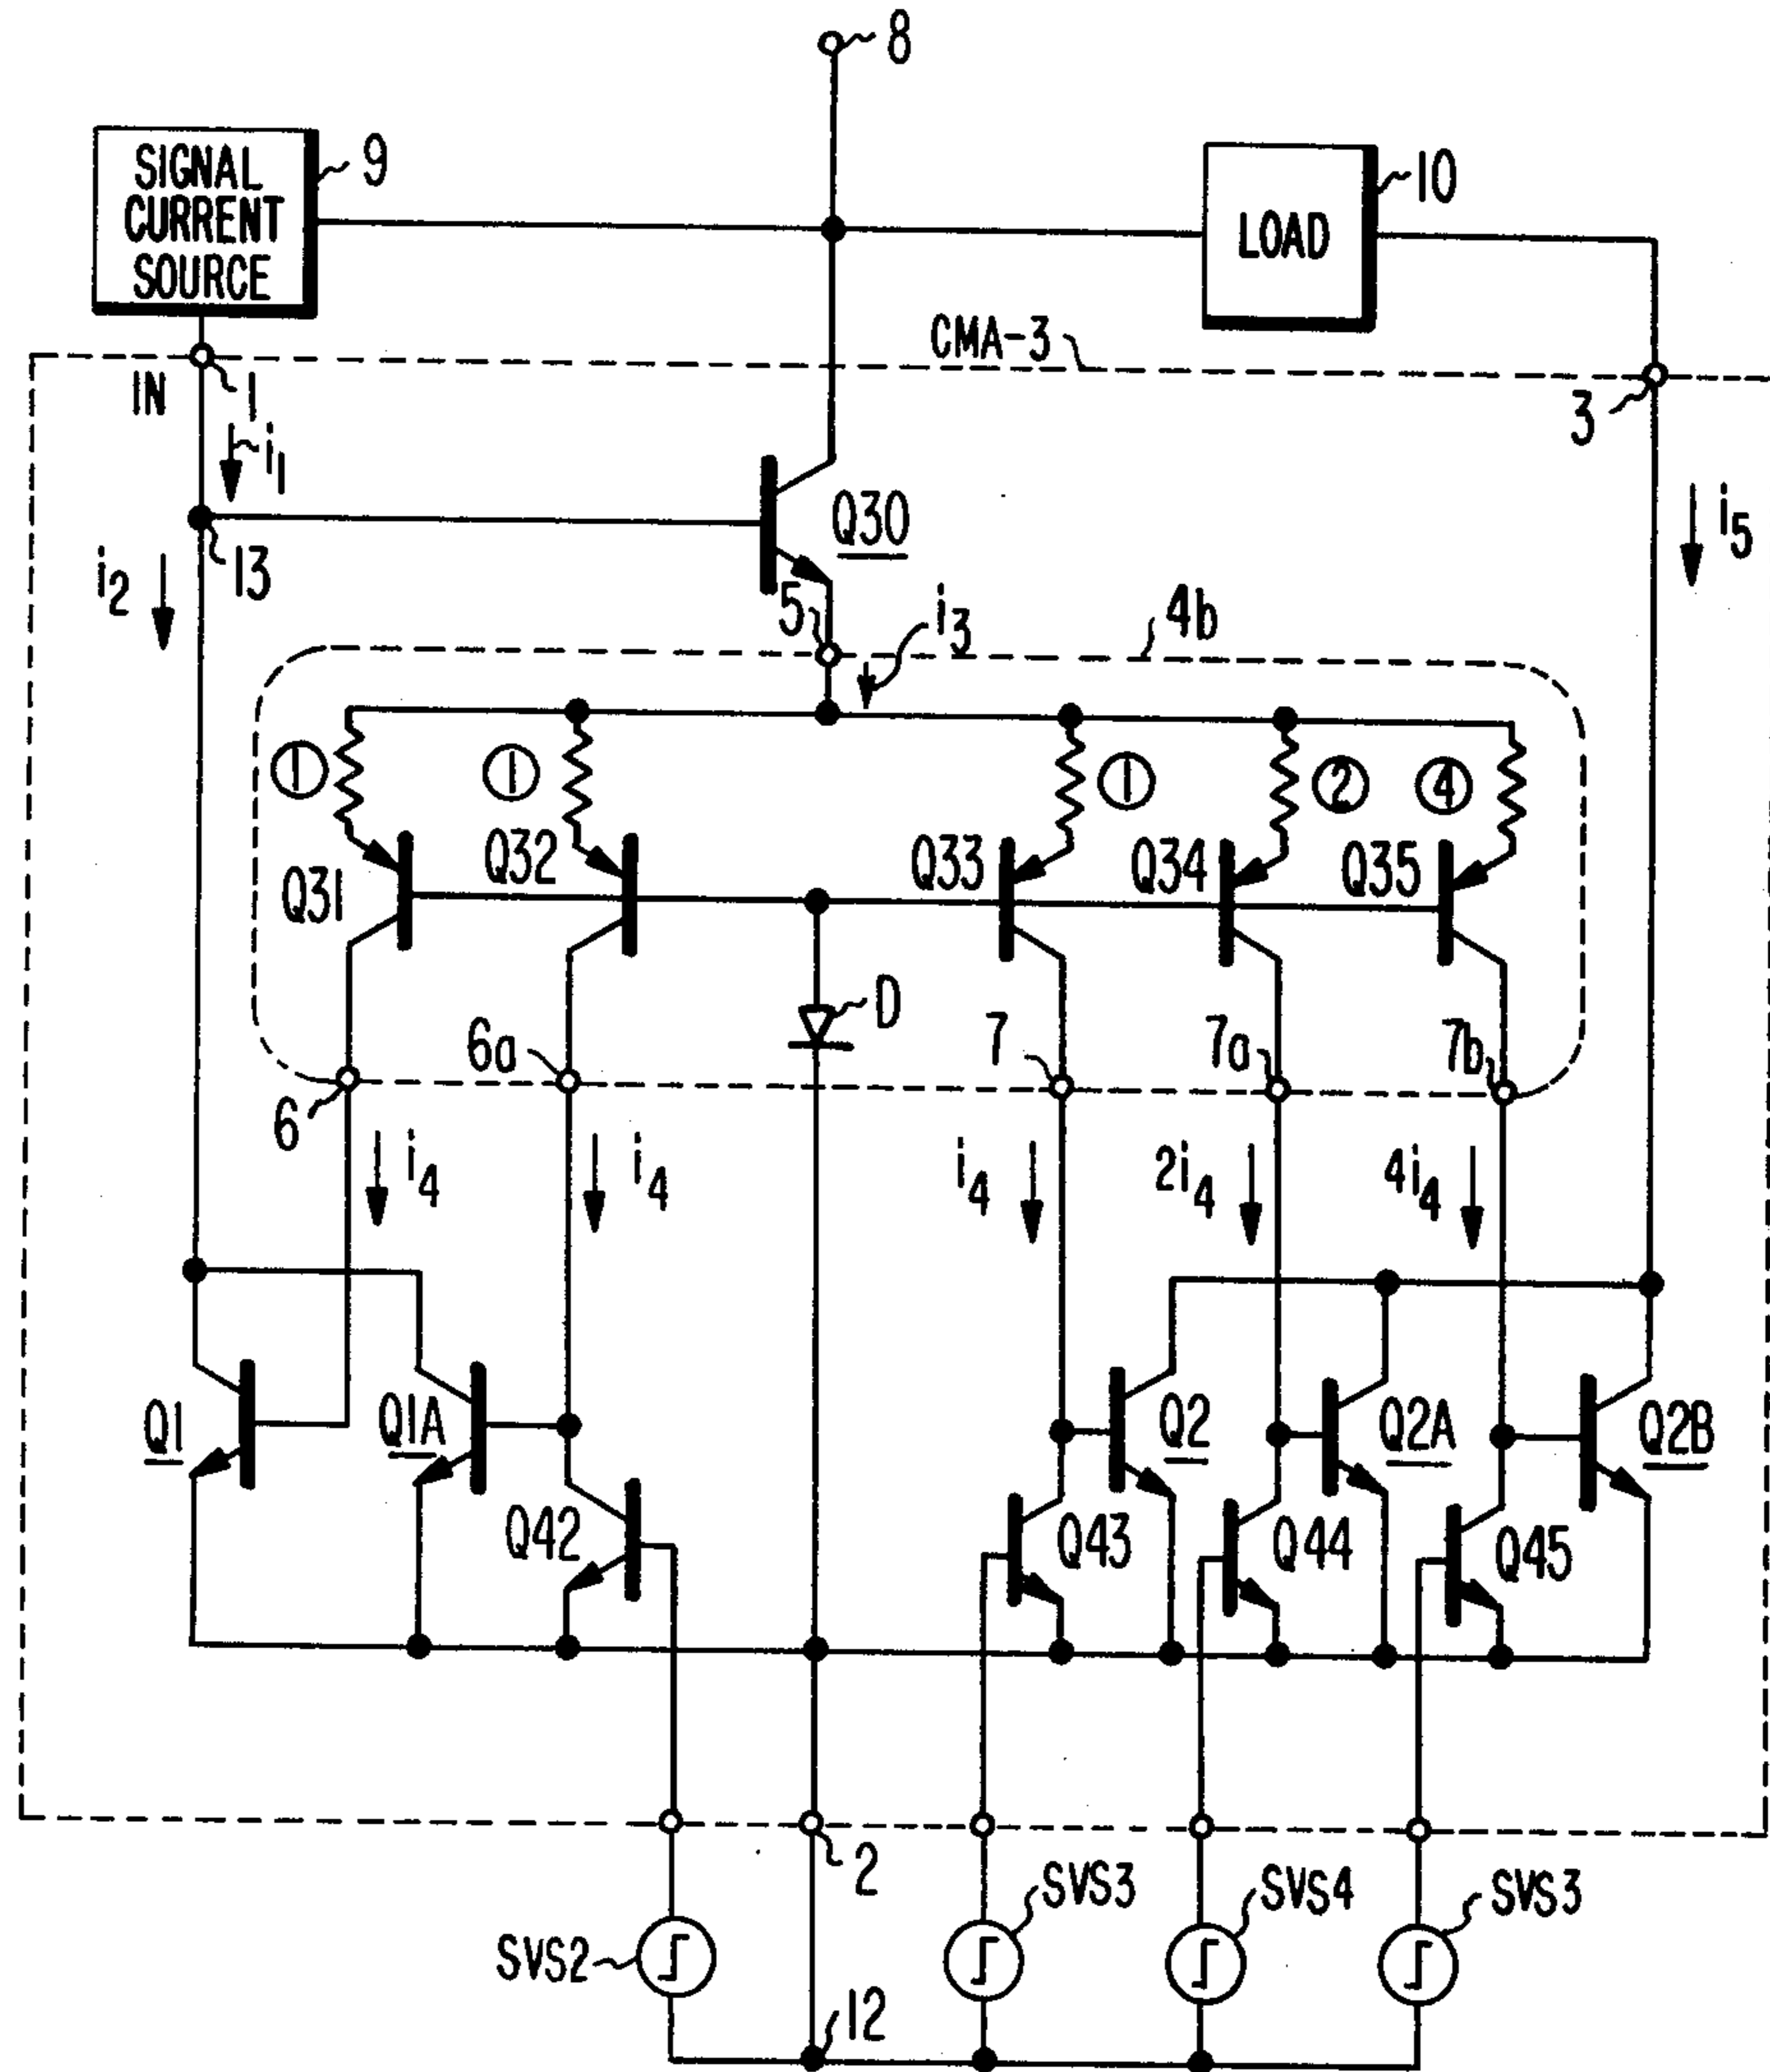 8
SIGNAL
CURRENT
SOURCE
9
LOAD
10
CMA-3
IN
1
i1
3
Q30
13
i2
i5
5
i3
4b
①
①
①
②
④
Q31
Q32
Q33
Q34
Q35
D
6
6a
7
7a
7b
i4
i4
i4
2i4
4i4
Q1
Q1A
Q42
Q2
Q43
Q2A
Q44
Q2B
Q45
2
SVS2
SVS3
SVS4
SVS3
12